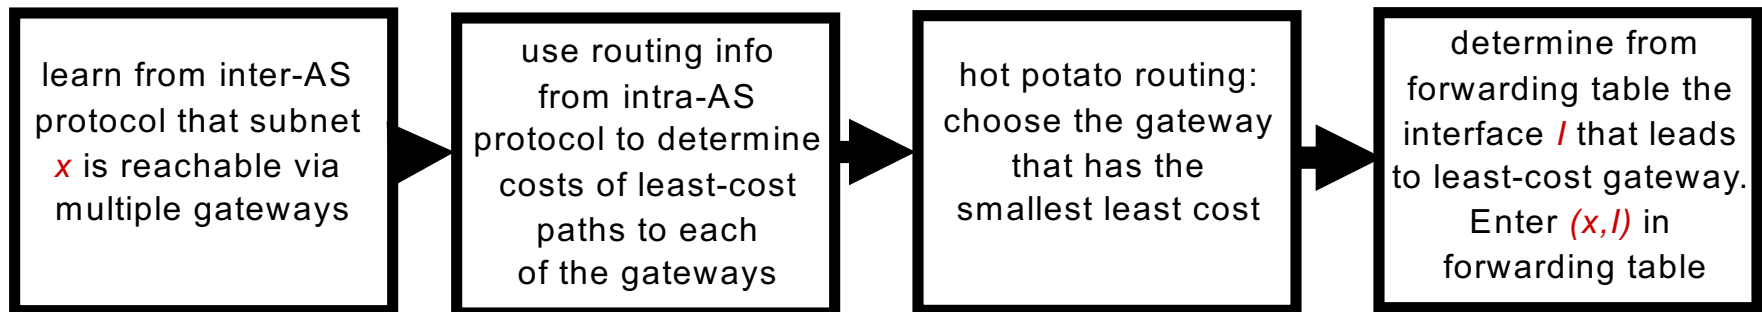 learn from inter-AS
protocol that subnet
x is reachable via
multiple gateways
use routing info
from intra-AS
protocol to determine
costs of least-cost
paths to each
of the gateways
hot potato routing:
choose the gateway
that has the
smallest least cost
determine from
forwarding table the
interface I that leads
to least-cost gateway.
Enter (x,I) in
forwarding table